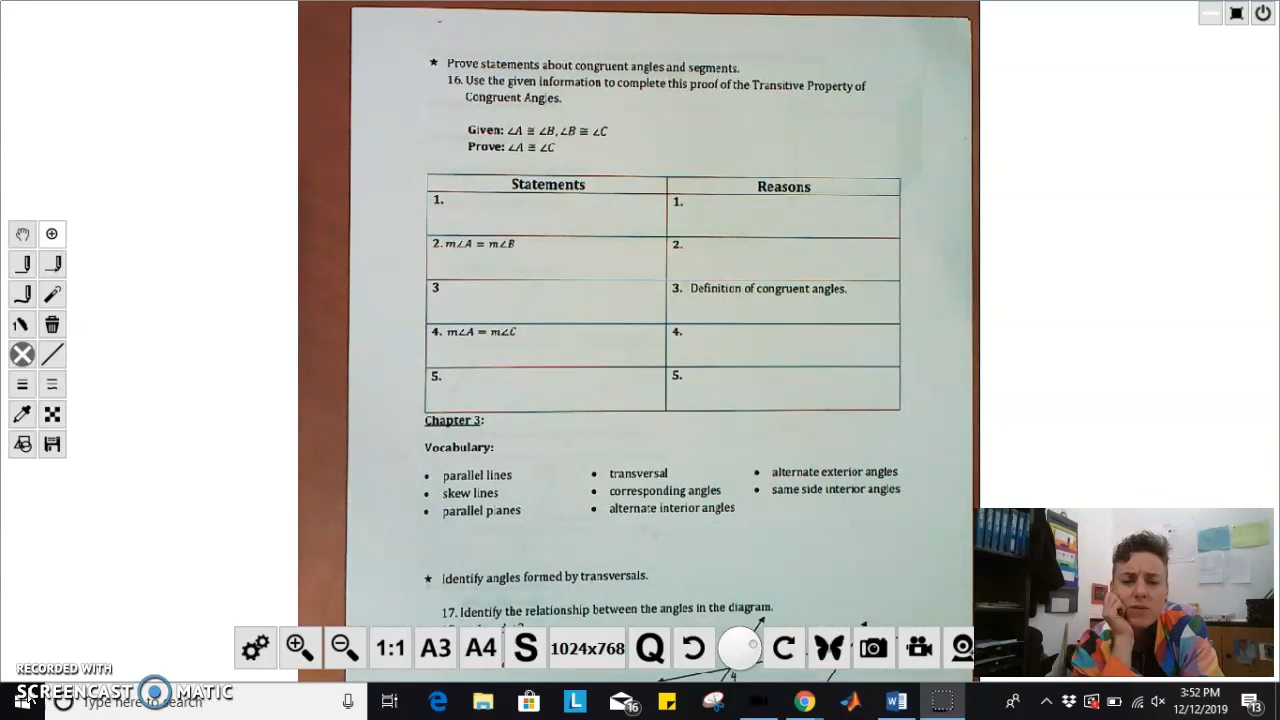 ★ Prove statements about congruent angles and segments.
16. Use the given information to complete this proof of the Transitive Property of
Congruent Angles.
Given: ∠A ≅ ∠B, ∠B ≅ ∠C
Prove: ∠A ≅ ∠C
Statements
Reasons
1.
1.
2. m∠A = m∠B
2.
3
3. Definition of congruent angles.
4. m∠A = m∠C
4.
5.
5.
Chapter 3:
Vocabulary:
• parallel lines
• skew lines
• parallel planes
• transversal
• corresponding angles
• alternate interior angles
• alternate exterior angles
• same side interior angles
★ Identify angles formed by transversals.
17. Identify the relationship between the angles in the diagram.
4
1:1
A3
A4
S
1024x768
Q
RECORDED WITH
SCREENCAST MATIC
Type here to search
L
16
3:52 PM
12/12/2019
13